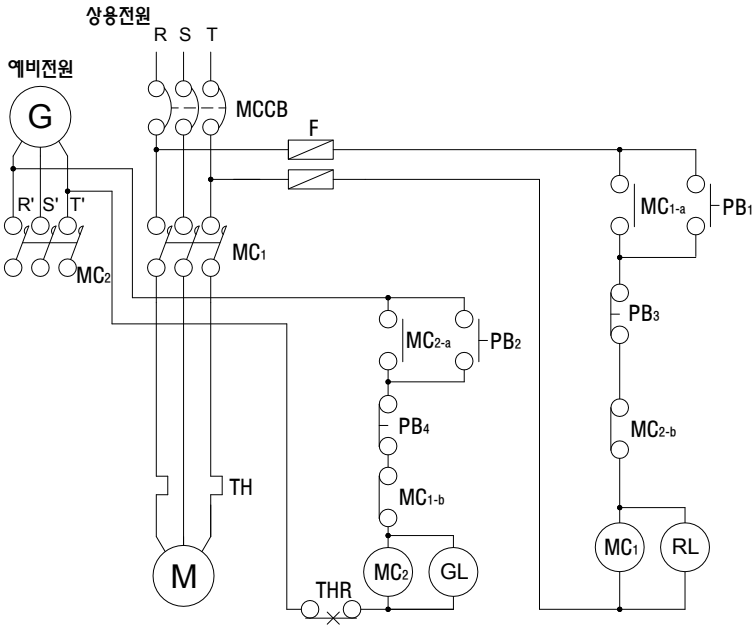 상용전원
R S T
예비전원
G
MCCB
F
R' S' T'
MC₂
MC₁
MC₁₋ₐ
PB₁
PB₃
MC₂₋ₐ
PB₂
PB₄
MC₂₋b
MC₁₋b
TH
M
MC₂
GL
MC₁
RL
THR